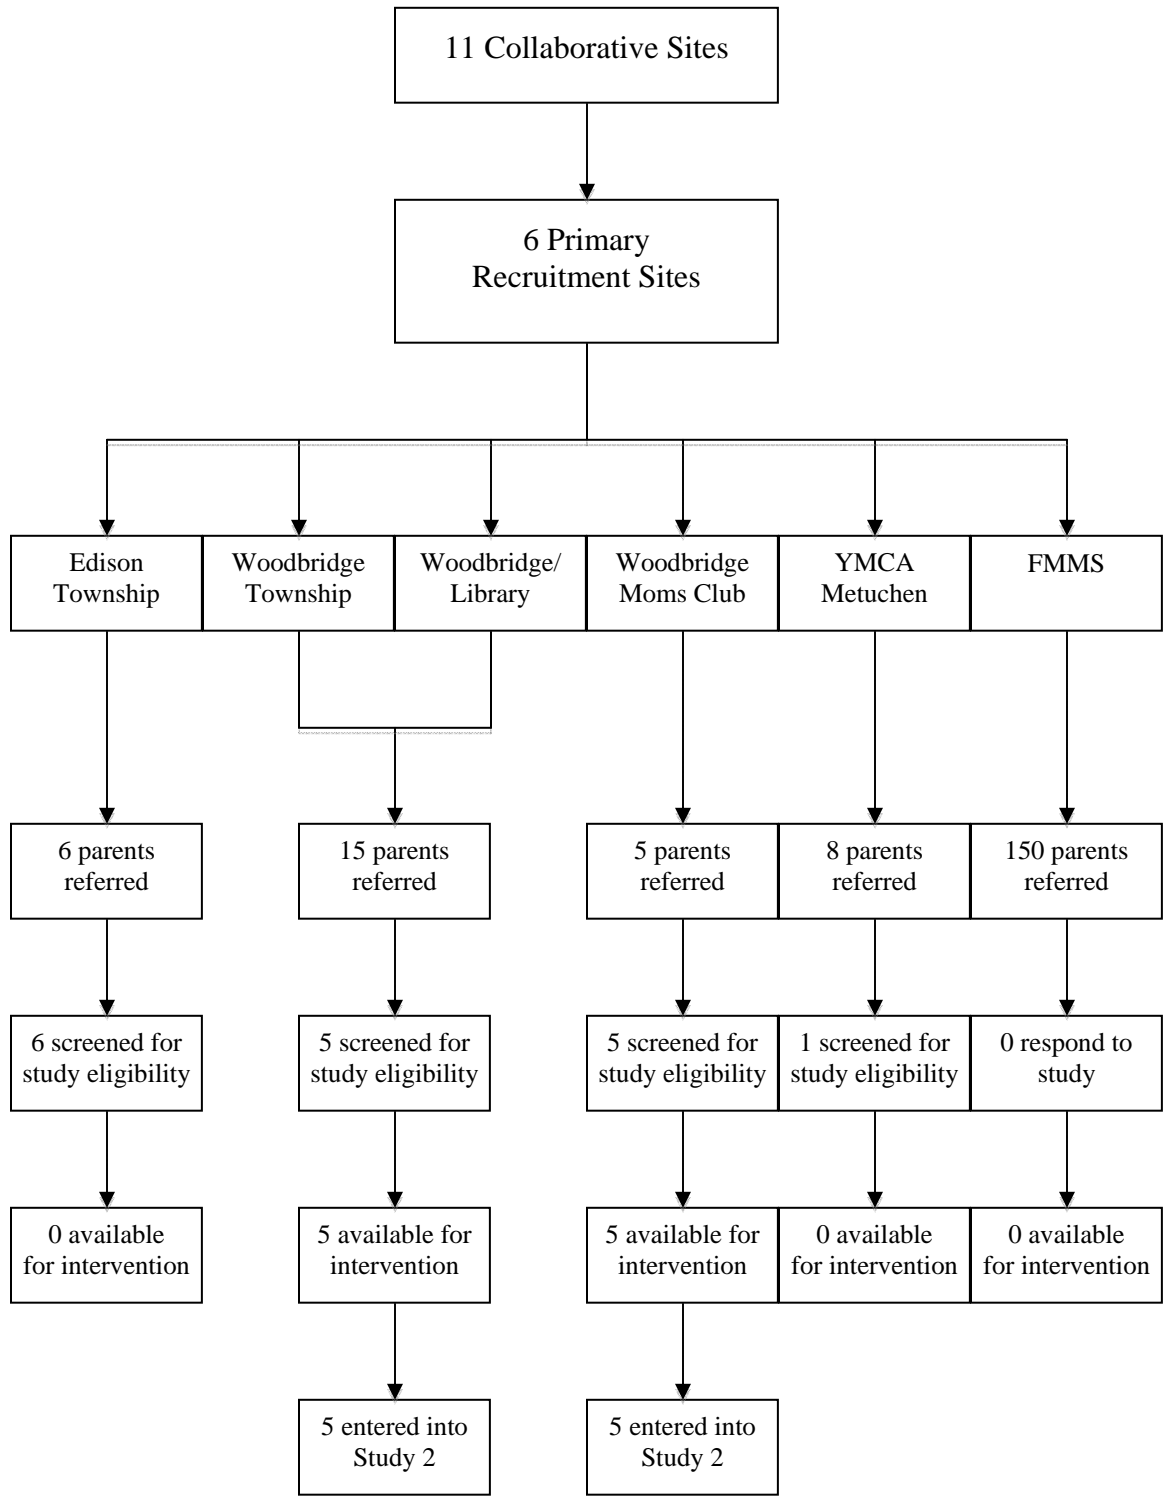 11 Collaborative Sites
6 Primary
Recruitment Sites
Edison
Township
Woodbridge
Township
Woodbridge/
Library
Woodbridge
Moms Club
YMCA
Metuchen
FMMS
6 parents
referred
15 parents
referred
5 parents
referred
8 parents
referred
150 parents
referred
6 screened for
study eligibility
5 screened for
study eligibility
5 screened for
study eligibility
1 screened for
study eligibility
0 respond to
study
0 available
for intervention
5 available for
intervention
5 available for
intervention
0 available
for intervention
0 available
for intervention
5 entered into
Study 2
5 entered into
Study 2